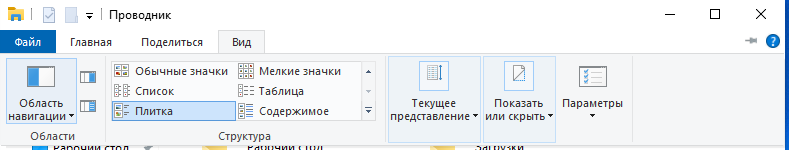 Проводник
Файл Главная Поделиться Вид
Обычные значки Мелкие значки
Список Таблица
Плитка Содержимое
Область навигации
Текущее представление
Показать или скрыть
Параметры
Области Структура
Рабочий стол Рабочий стол Загрузки